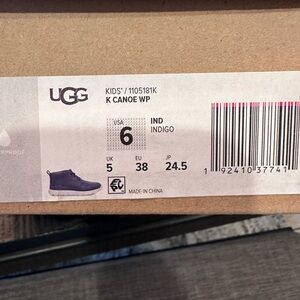 UGG
KIDS' / 1105181K
K CANOE WP
USA
6
IND
INDIGO
UK EU JP
5 38 24.5
MADE IN CHINA
1 92410 37741